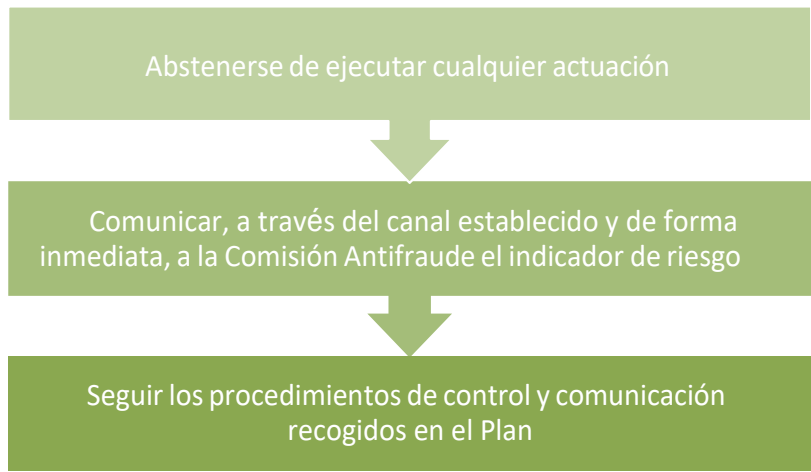 Abstenerse de ejecutar cualquier actuación
Comunicar, a través del canal establecido y de forma
inmediata, a la Comisión Antifraude el indicador de riesgo
Seguir los procedimientos de control y comunicación
recogidos en el Plan